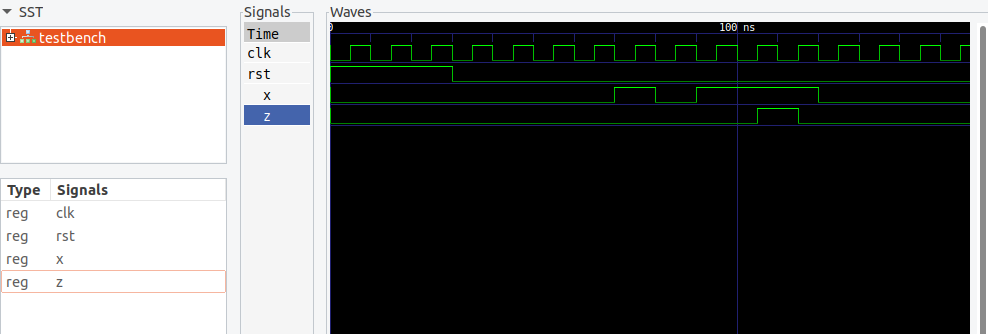 SST
testbench
Type Signals
reg clk
reg rst
reg x
reg z
Signals
Time
clk
rst
x
z
Waves
0
100 ns